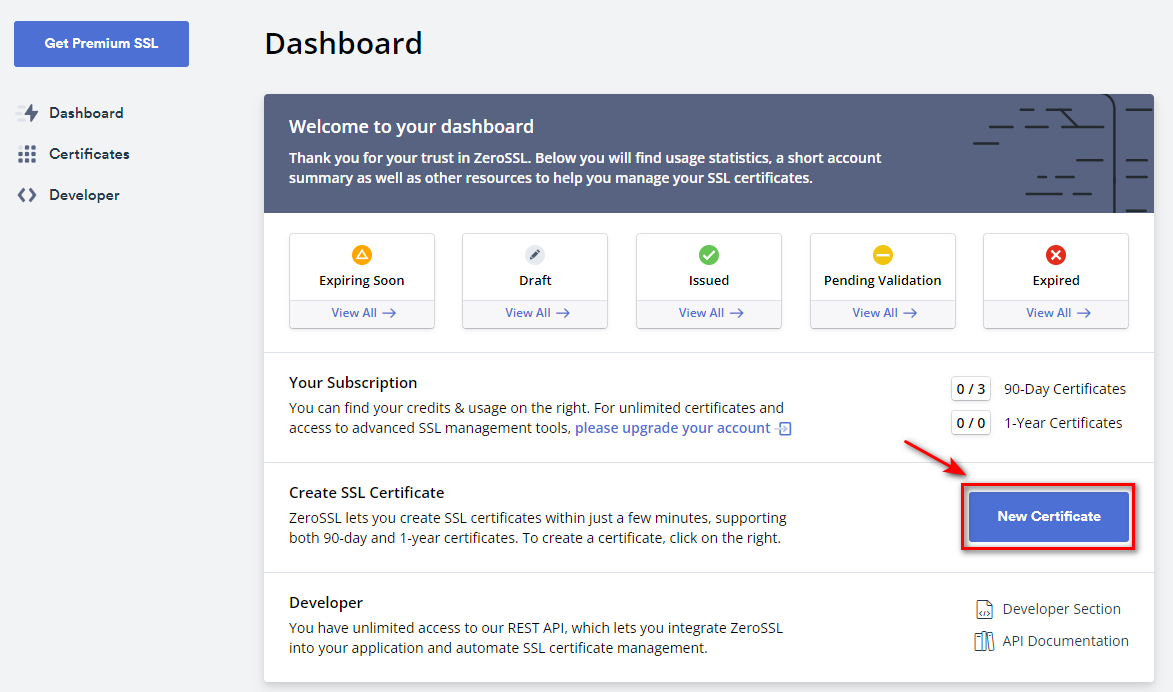 Get Premium SSL
Dashboard
Certificates
Developer
Dashboard
Welcome to your dashboard
Thank you for your trust in ZeroSSL. Below you will find usage statistics, a short account
summary as well as other resources to help you manage your SSL certificates.
Expiring Soon
View All
Draft
View All
Issued
View All
Pending Validation
View All
Expired
View All
Your Subscription
You can find your credits & usage on the right. For unlimited certificates and
access to advanced SSL management tools, please upgrade your account
0 / 3 90-Day Certificates
0 / 0 1-Year Certificates
Create SSL Certificate
ZeroSSL lets you create SSL certificates within just a few minutes, supporting
both 90-day and 1-year certificates. To create a certificate, click on the right.
New Certificate
Developer
You have unlimited access to our REST API, which lets you integrate ZeroSSL
into your application and automate SSL certificate management.
Developer Section
API Documentation